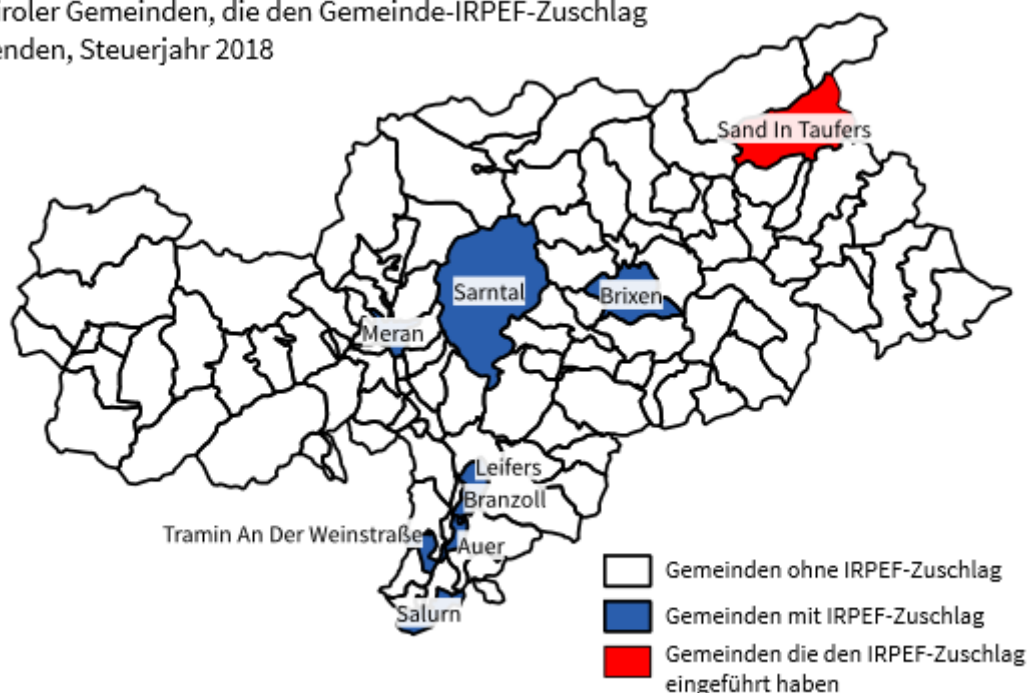 iroler Gemeinden, die den Gemeinde-IRPEF-Zuschlag
enden, Steuerjahr 2018
Sand In Taufers
Sarntal
Brixen
Meran
Leifers
Branzoll
Tramin An Der Weinstraße
Auer
Salurn
Gemeinden ohne IRPEF-Zuschlag
Gemeinden mit IRPEF-Zuschlag
Gemeinden die den IRPEF-Zuschlag
eingeführt haben